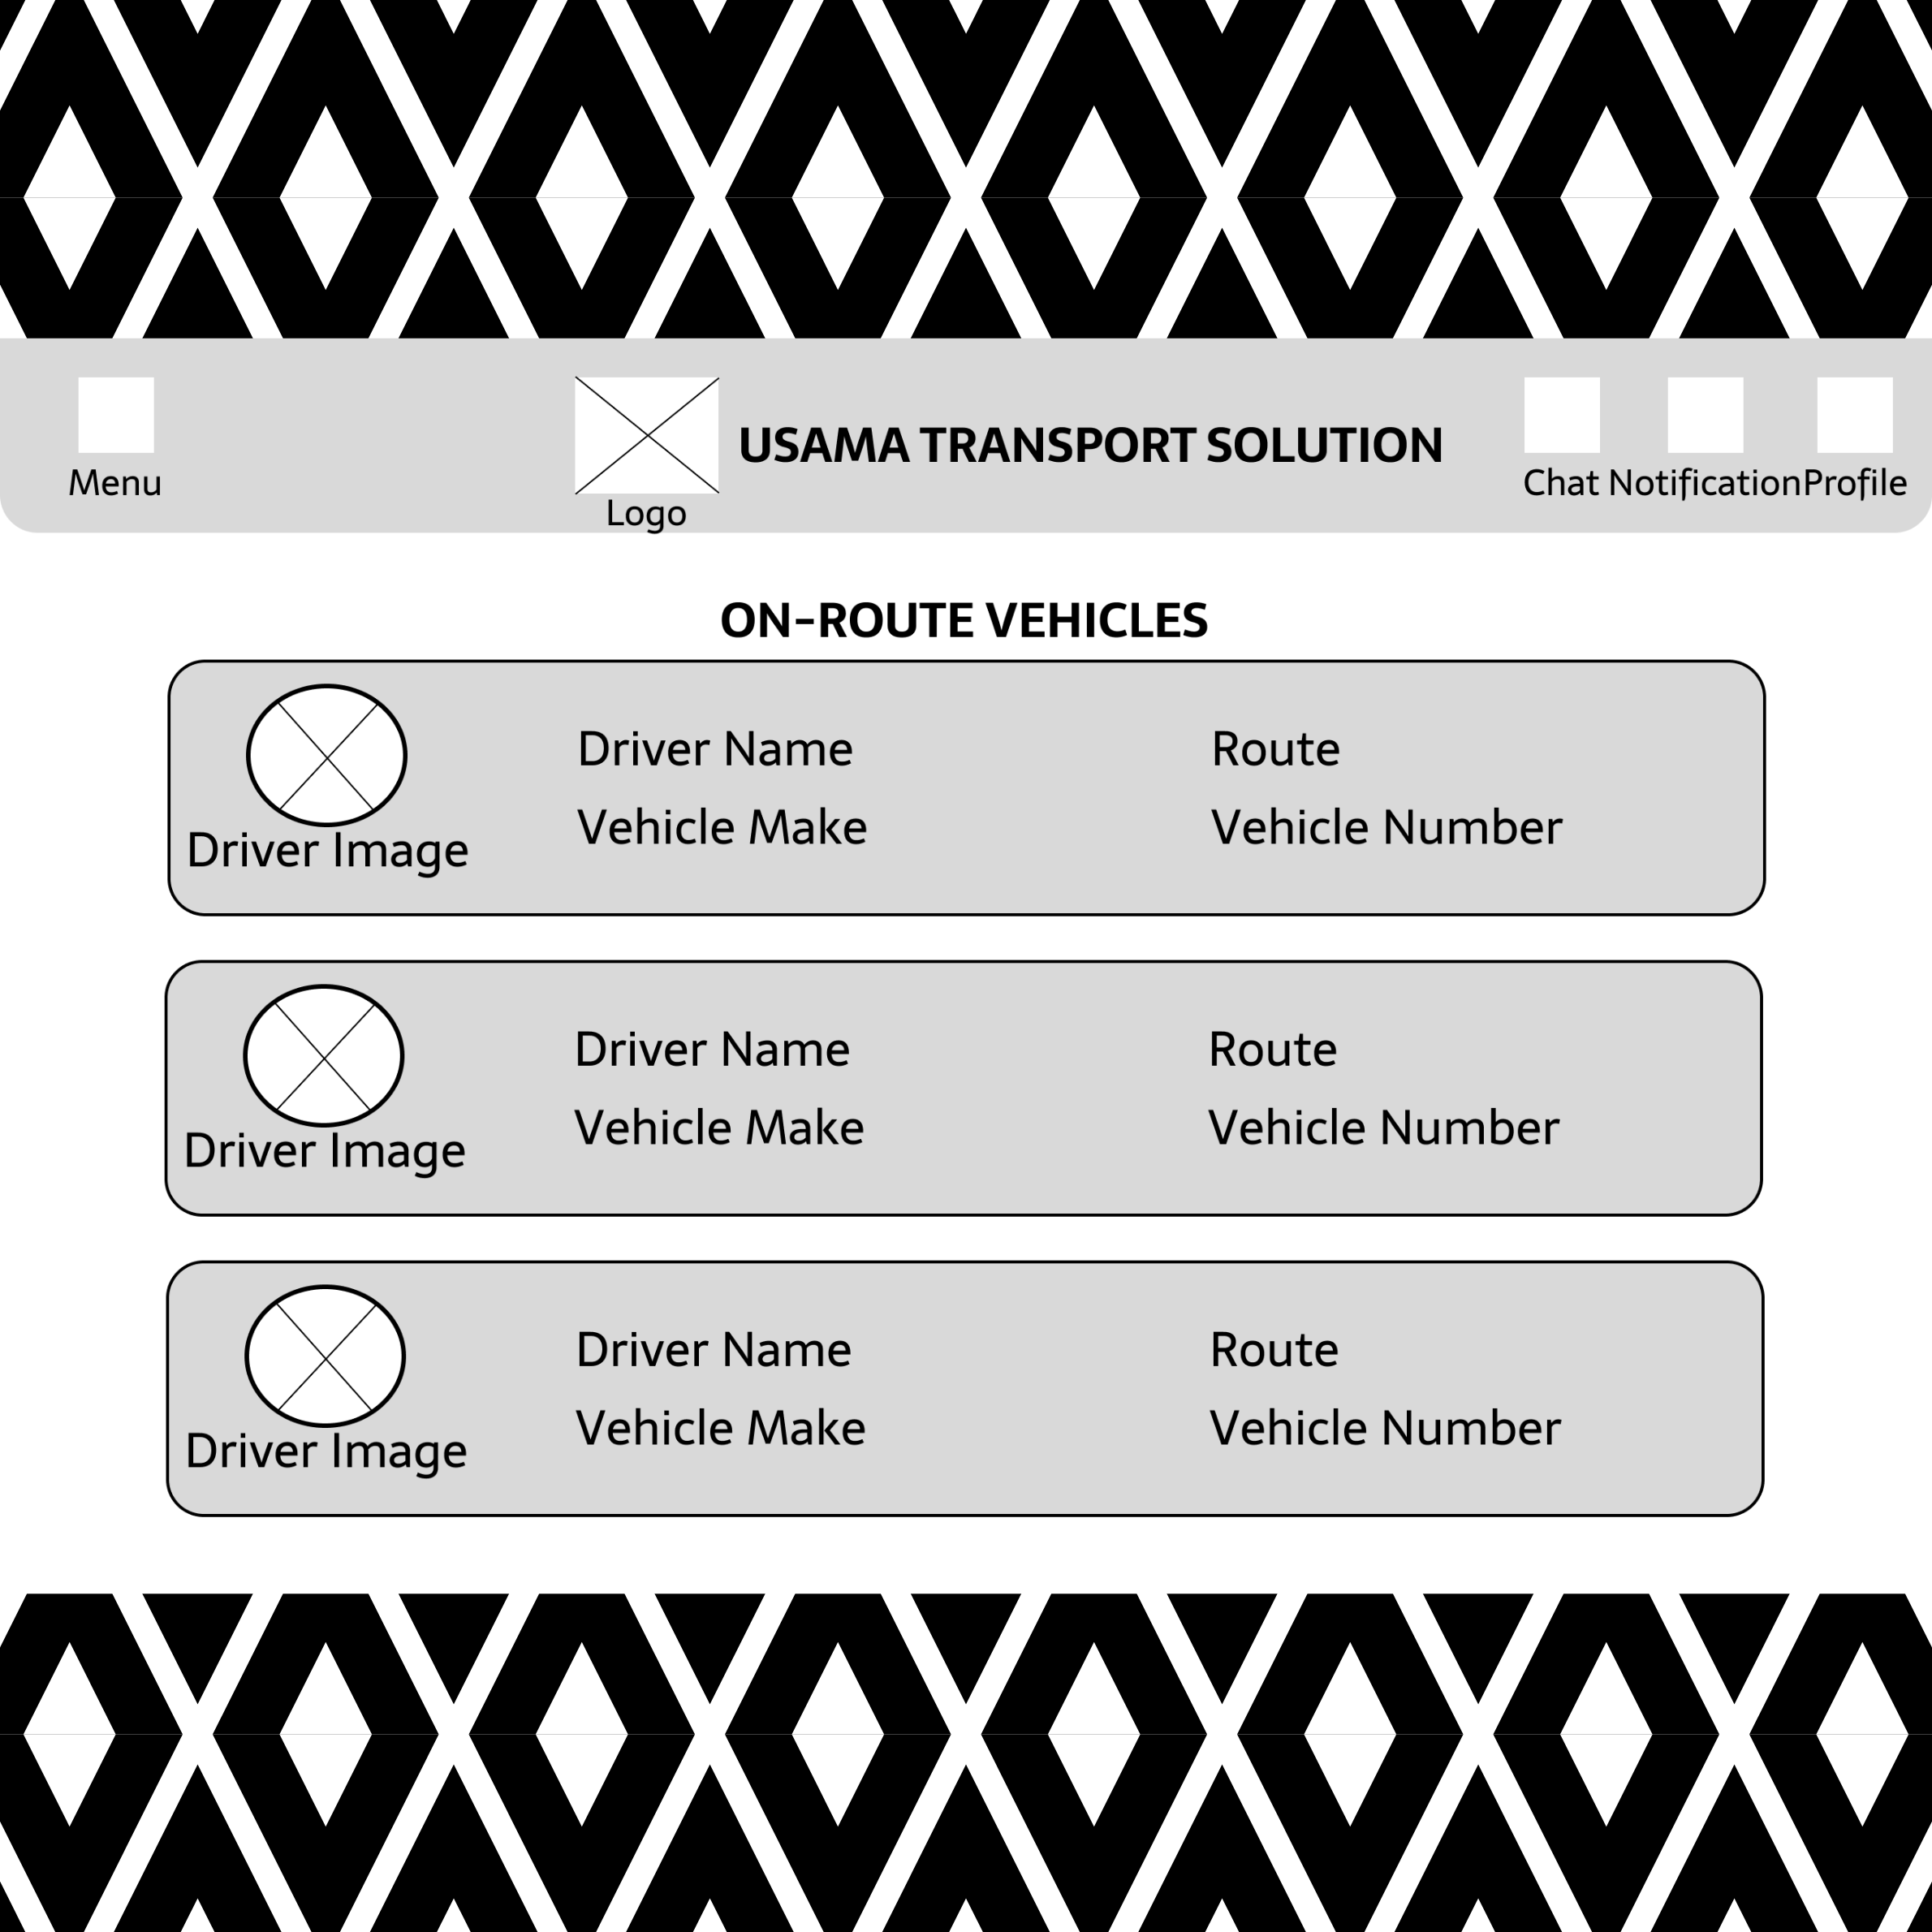 USAMA TRANSPORT SOLUTION
Menu
Logo
Chat Notification Profile
ON-ROUTE VEHICLES
Driver Name
Route
Vehicle Make
Vehicle Number
Driver Image
Driver Name
Route
Vehicle Make
Vehicle Number
Driver Image
Driver Name
Route
Vehicle Make
Vehicle Number
Driver Image